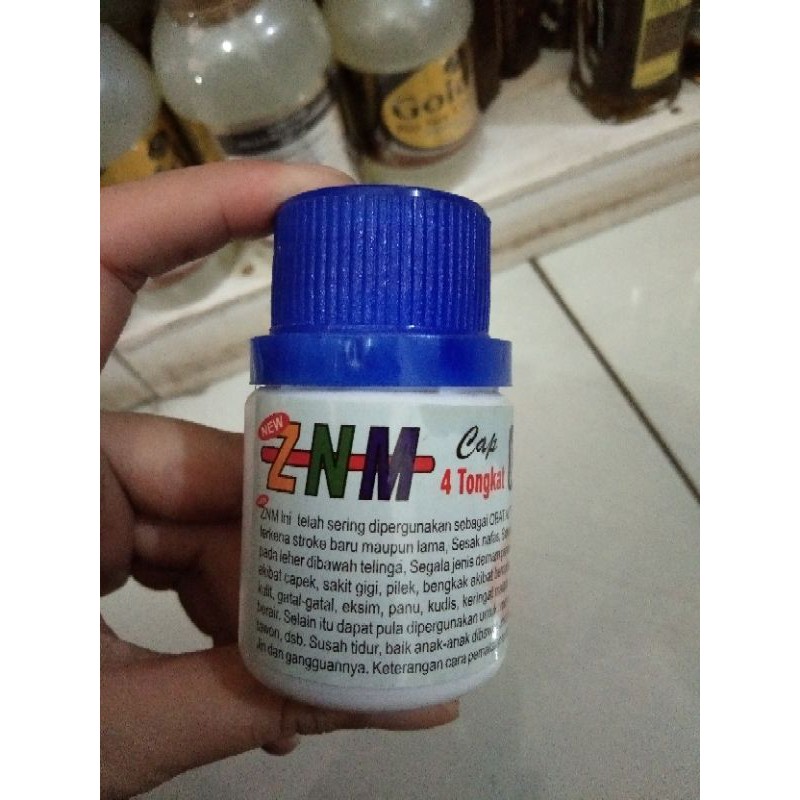 Gold
NEW
ZNM
Cap
4 Tongkat
ZNM Ini telah sering dipergunakan sebagai OBAT
terkena stroke baru maupun lama, Sesak nafas,
pada leher dibawah telinga, Segala jenis demam
akibat capek, sakit gigi, pilek, bengkak akibat
kulit, gatal-gatal, eksim, panu, kudis, keringat
berair. Selain itu dapat pula dipergunakan untuk
tawon, dsb. Susah tidur, baik anak-anak
Jin dan gangguannya. Keterangan cara